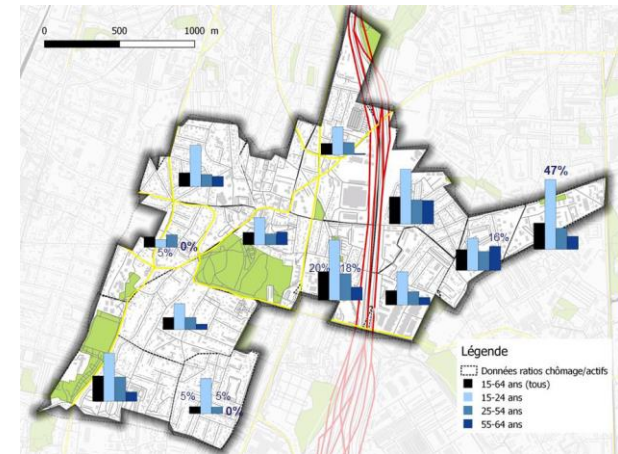 0 500 1000 m
47%
16%
5% 0%
20% 18%
5% 5%
0%
Légende
Données ratios chômage/actifs
15-64 ans (tous)
15-24 ans
25-54 ans
55-64 ans